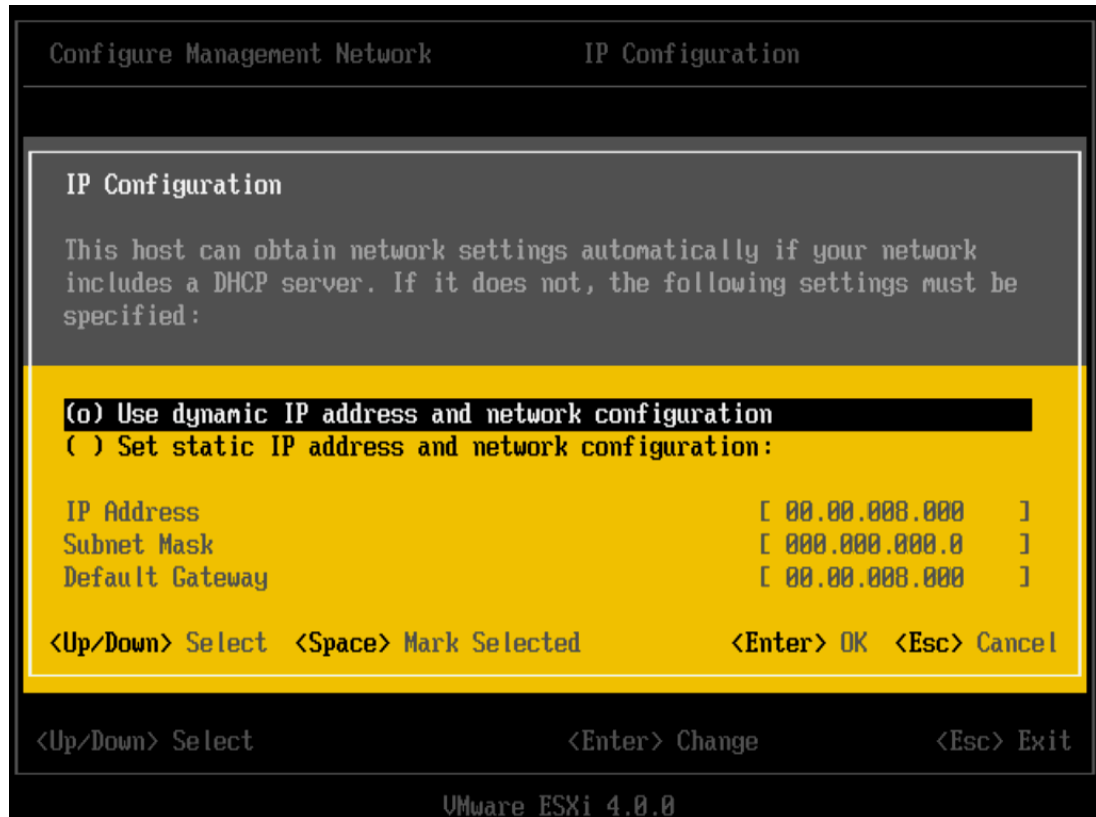 Configure Management Network IP Configuration
IP Configuration
This host can obtain network settings automatically if your network
includes a DHCP server. If it does not, the following settings must be
specified:
(o) Use dynamic IP address and network configuration
( ) Set static IP address and network configuration:
IP Address [ 00.00.008.000 ]
Subnet Mask [ 000.000.000.0 ]
Default Gateway [ 00.00.008.000 ]
<Up/Down> Select <Space> Mark Selected <Enter> OK <Esc> Cancel
<Up/Down> Select <Enter> Change <Esc> Exit
VMware ESXi 4.0.0